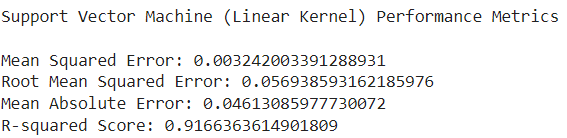 Support Vector Machine (Linear Kernel) Performance Metrics
Mean Squared Error: 0.003242003391288931
Root Mean Squared Error: 0.056938593162185976
Mean Absolute Error: 0.04613085977730072
R-squared Score: 0.9166363614901809